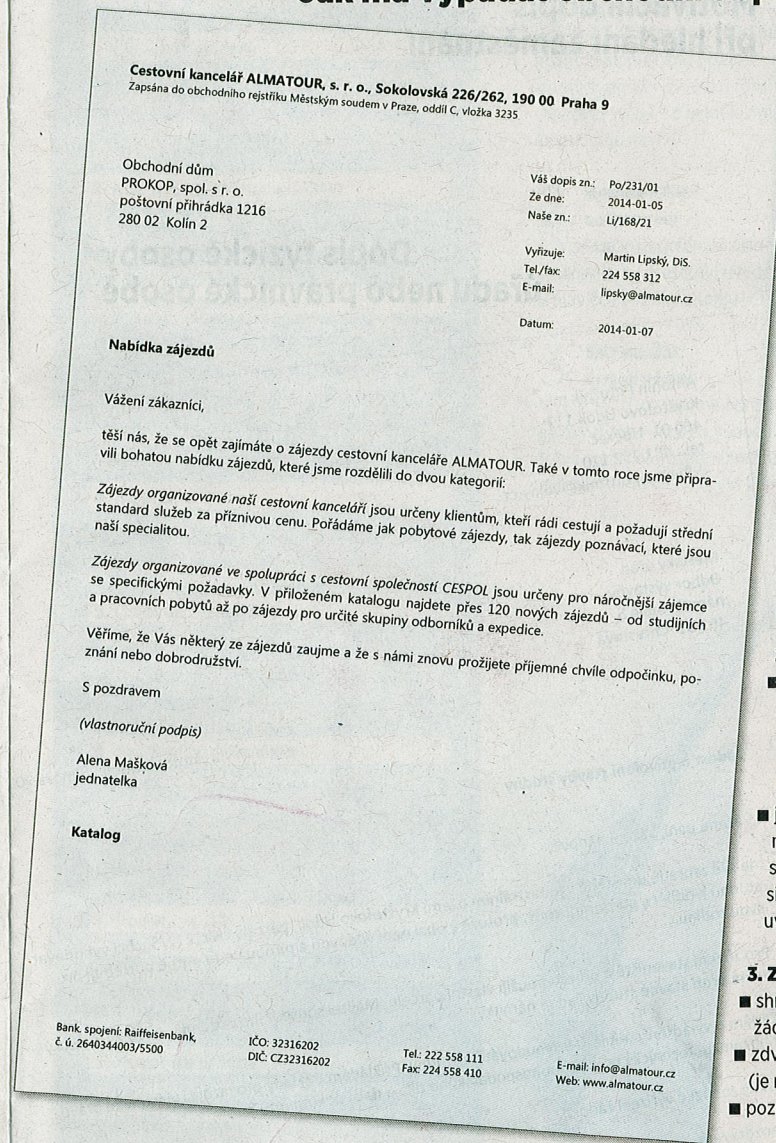 Cestovní kancelář ALMATOUR, s. r. o., Sokolovská 226/262, 190 00 Praha 9
Zapsána do obchodního rejstříku Městským soudem v Praze, oddíl C, vložka 3235
Obchodní dům
PROKOP, spol. s r. o.
poštovní přihrádka 1216
280 02 Kolín 2
Váš dopis zn.: Po/231/01
Ze dne: 2014-01-05
Naše zn.: Li/168/21
Vyřizuje: Martin Lipský, DiS.
Tel./fax: 224 558 312
E-mail: lipsky@almatour.cz
Datum: 2014-01-07
Nabídka zájezdů
Vážení zákazníci,
těší nás, že se opět zajímáte o zájezdy cestovní kanceláře ALMATOUR. Také v tomto roce jsme připra-
vili bohatou nabídku zájezdů, které jsme rozdělili do dvou kategorií:
Zájezdy organizované naší cestovní kanceláří jsou určeny klientům, kteří rádi cestují a požadují střední
standard služeb za příznivou cenu. Pořádáme jak pobytové zájezdy, tak zájezdy poznávací, které jsou
naší specialitou.
Zájezdy organizované ve spolupráci s cestovní společností CESPOL jsou určeny pro náročnější zájemce
se specifickými požadavky. V přiloženém katalogu najdete přes 120 nových zájezdů – od studijních
a pracovních pobytů až po zájezdy pro určité skupiny odborníků a expedice.
Věříme, že Vás některý ze zájezdů zaujme a že s námi znovu prožijete příjemné chvíle odpočinku, po-
znání nebo dobrodružství.
S pozdravem
(vlastnoruční podpis)
Alena Mašková
jednatelka
Katalog
Bank. spojení: Raiffeisenbank,
č. ú. 2640344003/5500
IČO: 32316202
DIČ: CZ32316202
Tel.: 222 558 111
Fax: 224 558 410
E-mail: info@almatour.cz
Web: www.almatour.cz
3. Z
■ shr
■ zdv
(je
■ poz